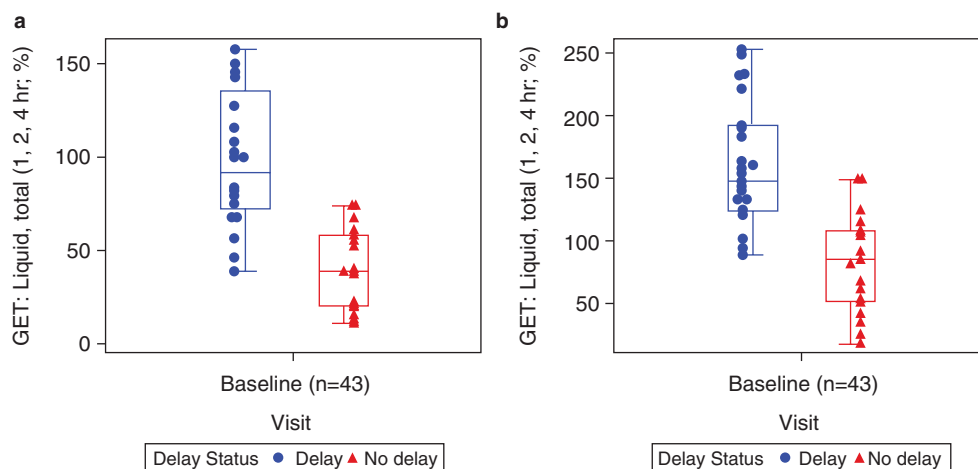 a
GET: Liquid, total (1, 2, 4 hr; %)
150
100
50
0
Baseline (n=43)
Visit
Delay Status Delay No delay
b
GET: Liquid, total (1, 2, 4 hr; %)
250
200
150
100
50
Baseline (n=43)
Visit
Delay Status Delay No delay